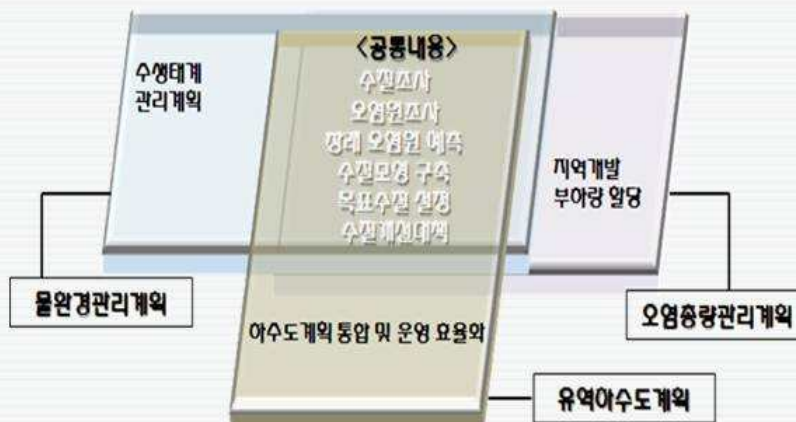 수생태계
관리계획
<공통내용>
수질조사
오염원조사
장래 오염원 예측
수질모형 구축
목표수질 설정
수질개선대책
지역개발
부하량 할당
물환경관리계획
하수도계획 통합 및 운영 효율화
오염총량관리계획
유역하수도계획